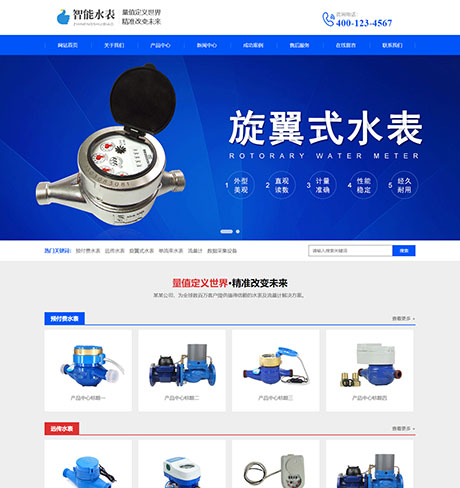 智能水表
量值定义世界
精准改变未来
咨询电话:
400-123-4567
网站首页 关于我们 产品中心 新闻中心 成功案例 售后服务 在线留言 联系我们
旋翼式水表
ROTORARY WATER METER
1 外型美观 2 直观读数 3 计量准确 4 性能稳定 5 经久耐用
热门关键词: 预付费水表 远传水表 旋翼式水表 单流束水表 流量计 数据采集设备
请输入搜索关键词 搜索
量值定义世界•精准改变未来
某某公司，为全球数百万客户提供值得信赖的水表及流量计解决方案。
预付费水表 查看更多 +
产品中心标题一 产品中心标题二 产品中心标题三 产品中心标题四
远传水表 查看更多 +